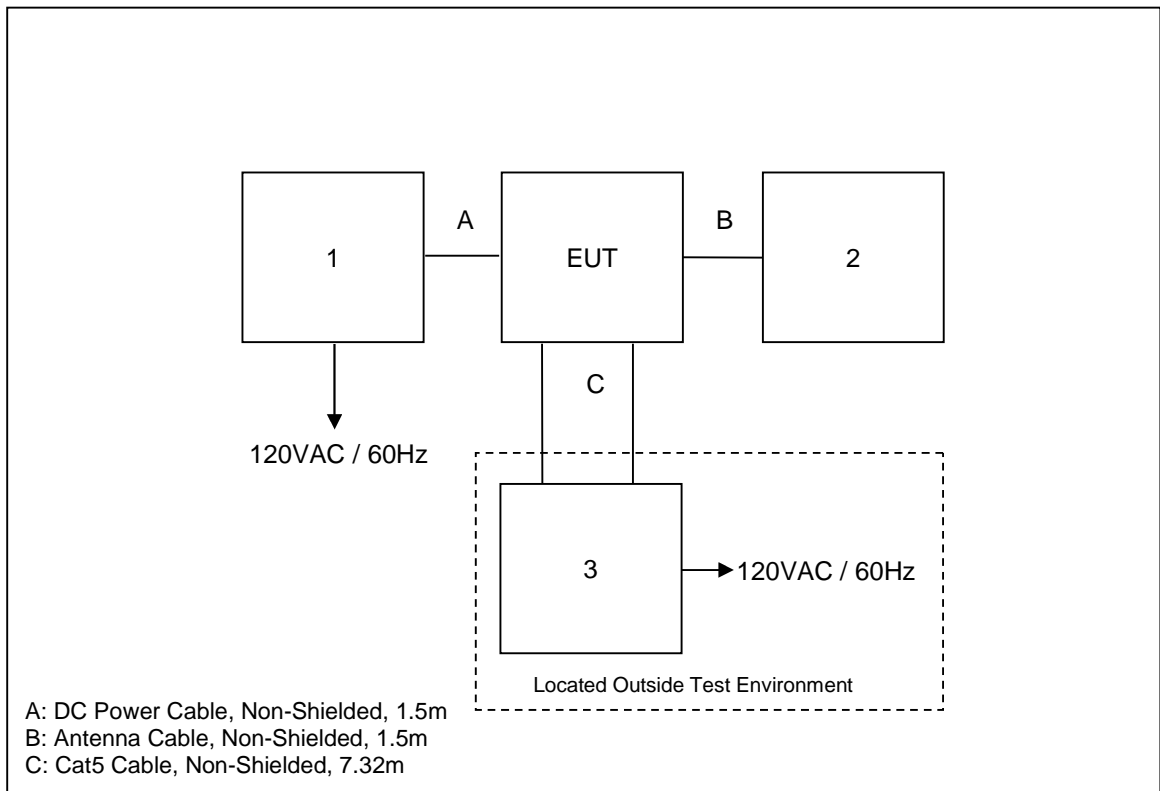 A
B
1
EUT
2
C
120VAC / 60Hz
3
120VAC / 60Hz
Located Outside Test Environment
A: DC Power Cable, Non-Shielded, 1.5m
B: Antenna Cable, Non-Shielded, 1.5m
C: Cat5 Cable, Non-Shielded, 7.32m